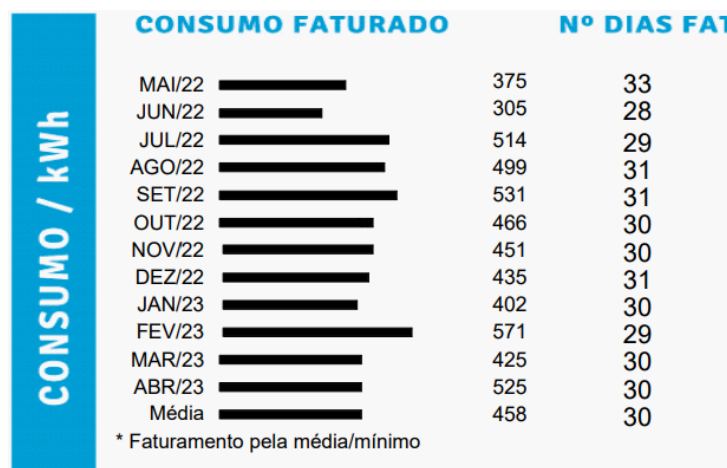 CONSUMO FATURADO Nº DIAS FAT
CONSUMO / kWh
MAI/22 375 33
JUN/22 305 28
JUL/22 514 29
AGO/22 499 31
SET/22 531 31
OUT/22 466 30
NOV/22 451 30
DEZ/22 435 31
JAN/23 402 30
FEV/23 571 29
MAR/23 425 30
ABR/23 525 30
Média 458 30
* Faturamento pela média/mínimo